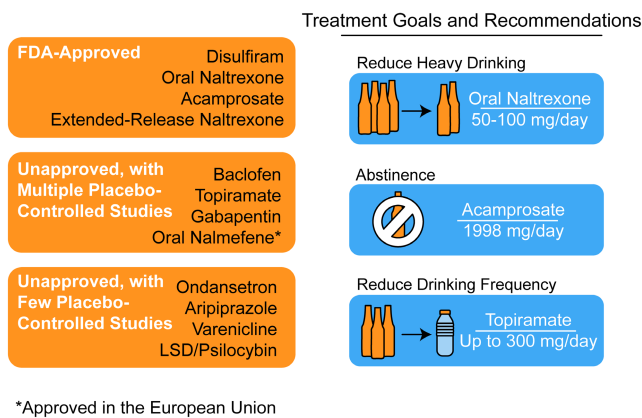 Treatment Goals and Recommendations
FDA-Approved
Disulfiram
Oral Naltrexone
Acamprosate
Extended-Release Naltrexone
Unapproved, with
Multiple Placebo-
Controlled Studies
Baclofen
Topiramate
Gabapentin
Oral Nalmefene*
Unapproved, with
Few Placebo-
Controlled Studies
Ondansetron
Aripiprazole
Varenicline
LSD/Psilocybin
Reduce Heavy Drinking
Oral Naltrexone
50-100 mg/day
Abstinence
Acamprosate
1998 mg/day
Reduce Drinking Frequency
Topiramate
Up to 300 mg/day
*Approved in the European Union